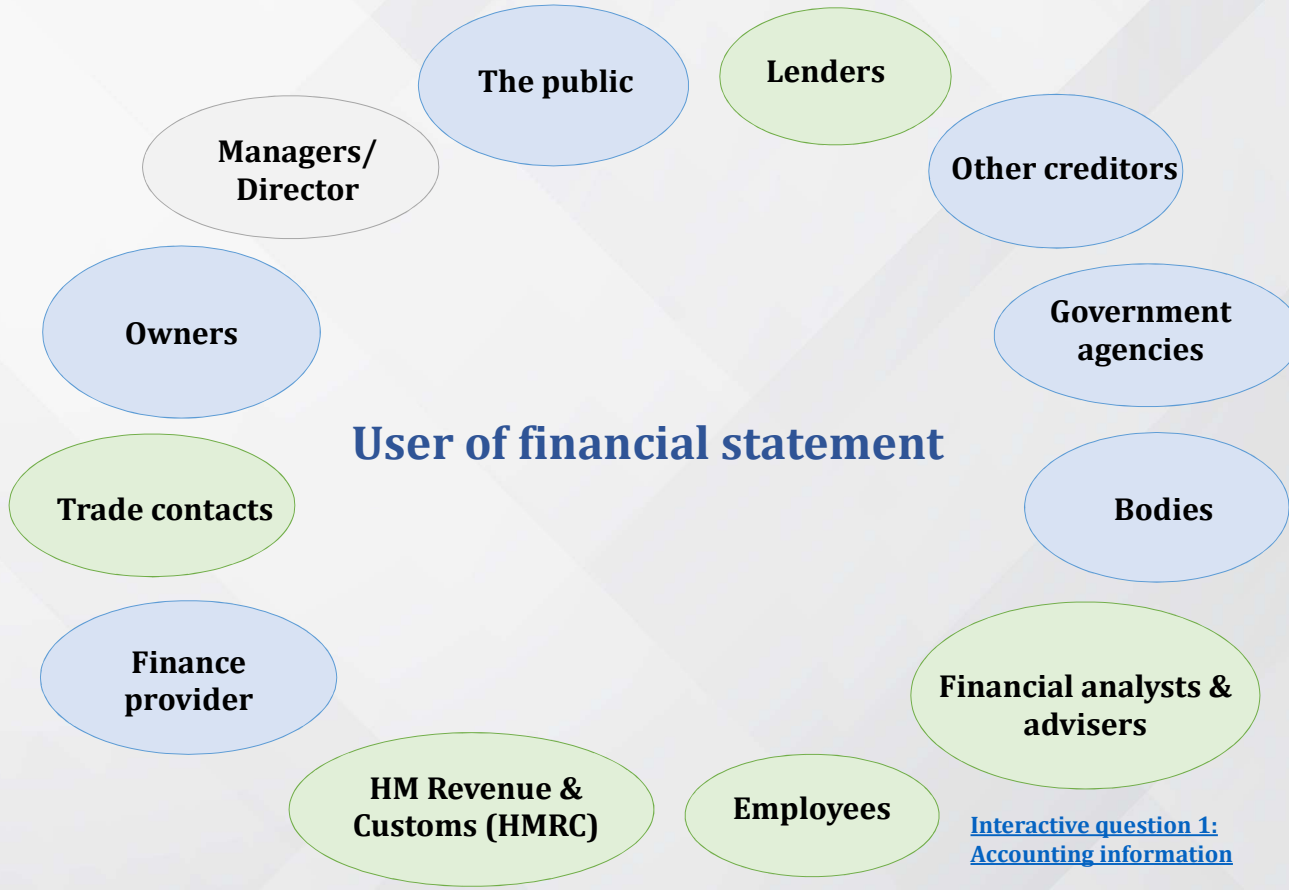 The public
Lenders
Managers/
Director
Other creditors
Owners
Government
agencies
User of financial statement
Trade contacts
Bodies
Finance
provider
Financial analysts &
advisers
HM Revenue &
Customs (HMRC)
Employees
Interactive question 1:
Accounting information